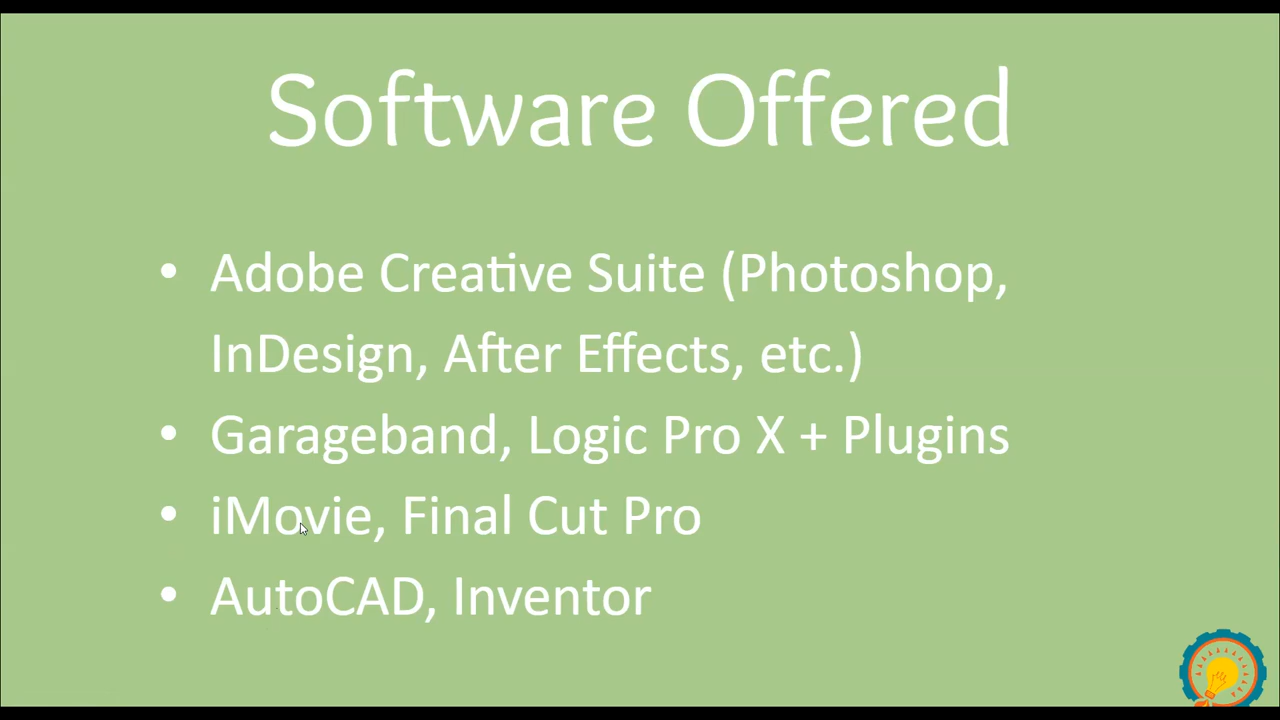 Software Offered
• Adobe Creative Suite (Photoshop,
InDesign, After Effects, etc.)
• Garageband, Logic Pro X + Plugins
• iMovie, Final Cut Pro
• AutoCAD, Inventor